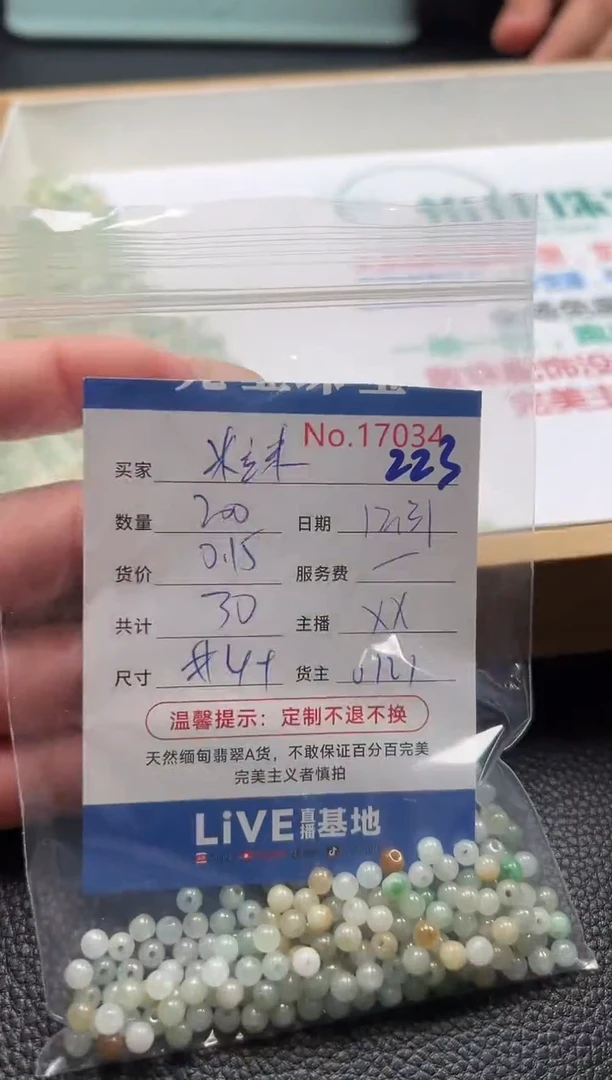 No.17034
买家 米立米 223
数量 200 日期 12.31
货价 0.15 服务费 一
共计 30 主播 XX
尺寸 #4+ 货主
温馨提示：定制不退不换
天然缅甸翡翠A货，不敢保证百分百完美
完美主义者慎拍
LiVE直播基地